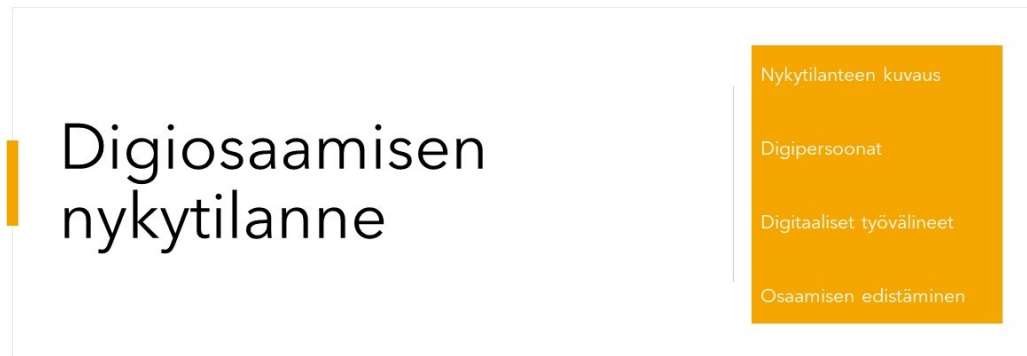 Digiosaamisen
nykytilanne
Nykytilanteen kuvaus
Digipersoonat
Digitaaliset työvälineet
Osaamisen edistäminen